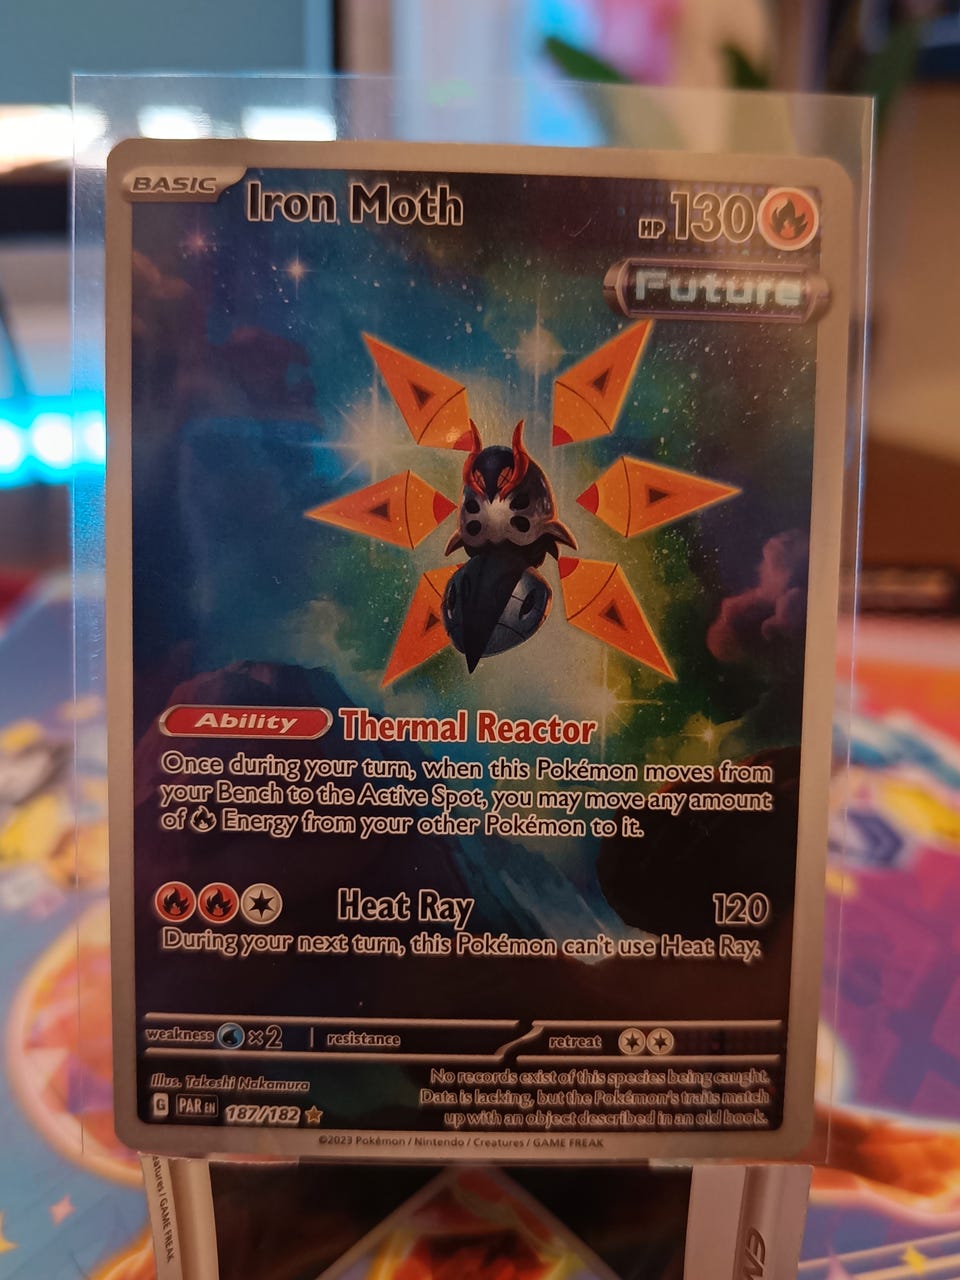 BASIC Iron Moth HP 130
Future
Ability Thermal Reactor
Once during your turn, when this Pokémon moves from
your Bench to the Active Spot, you may move any amount
of Energy from your other Pokémon to it.
Heat Ray 120
During your next turn, this Pokémon can't use Heat Ray.
weakness ×2 resistance retreat
Illus. Takashi Nakamura
No records exist of this species being caught.
Data is lacking, but the Pokémon's traits match
up with an object described in an old book.
G PAR EN 187/182
©2023 Pokémon / Nintendo / Creatures / GAME FREAK
atures / GAME FREAK